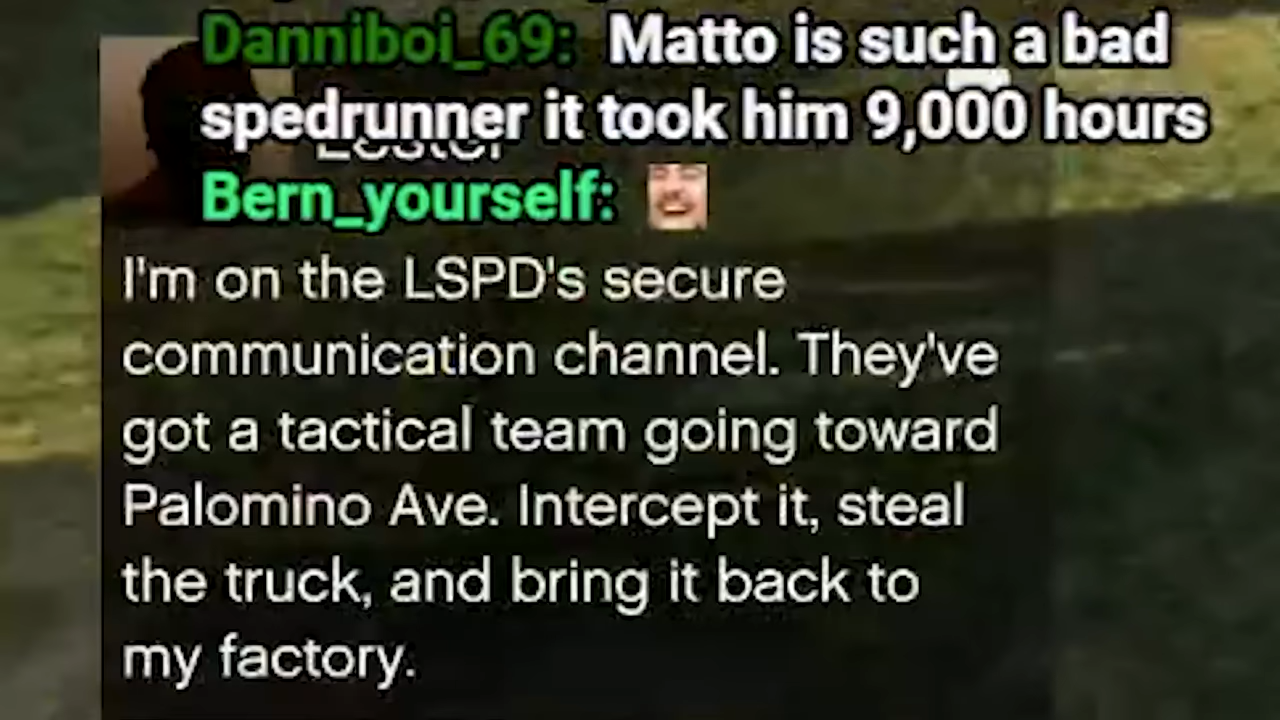 Danniboi_69: Matto is such a bad
spedrunner it took him 9,000 hours
Lester
Bern_yourself:
I'm on the LSPD's secure
communication channel. They've
got a tactical team going toward
Palomino Ave. Intercept it, steal
the truck, and bring it back to
my factory.